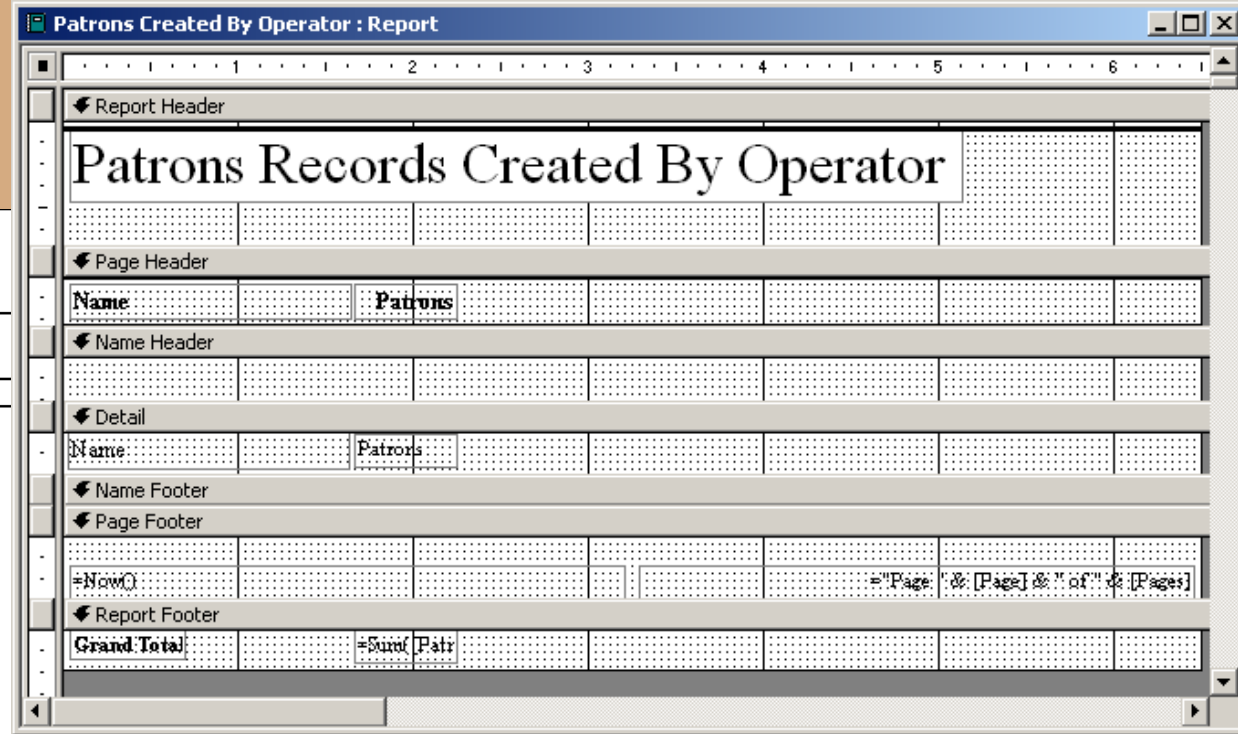 Patrons Created By Operator : Report
1 2 3 4 5 6
Report Header
Patrons Records Created By Operator
Page Header
Name Patrons
Name Header
Detail
Name Patrons
Name Footer
Page Footer
=Now() ="Page " & [Page] & " of " & [Pages]
Report Footer
Grand Total =Sum( [Patr